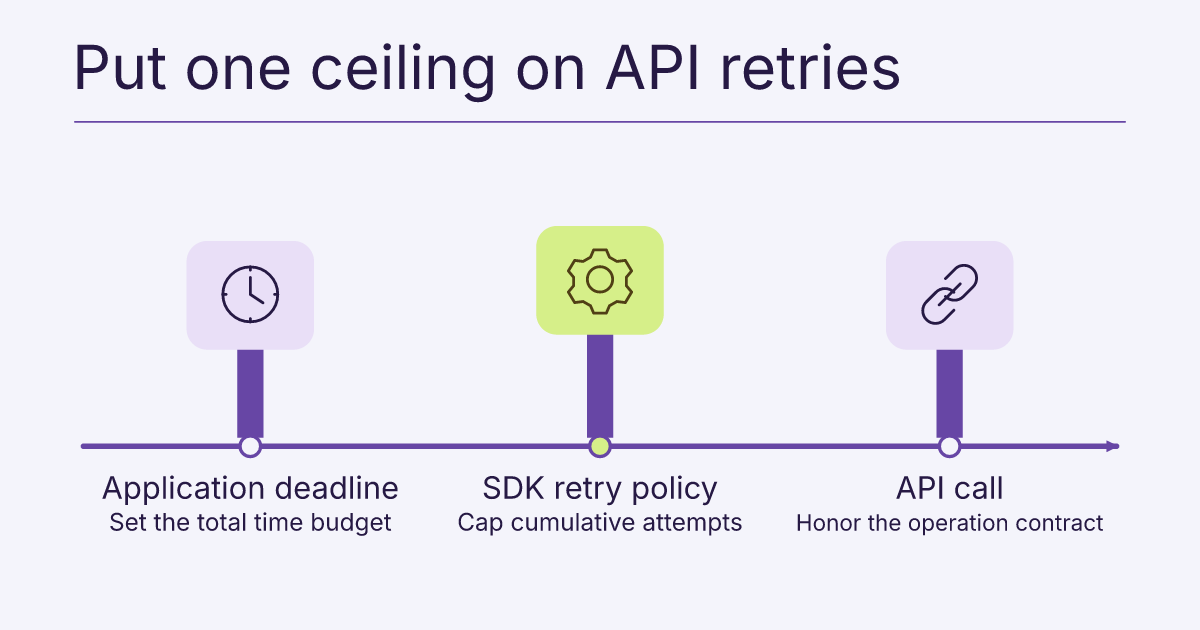 Put one ceiling on API retries
Application deadline
Set the total time budget
SDK retry policy
Cap cumulative attempts
API call
Honor the operation contract